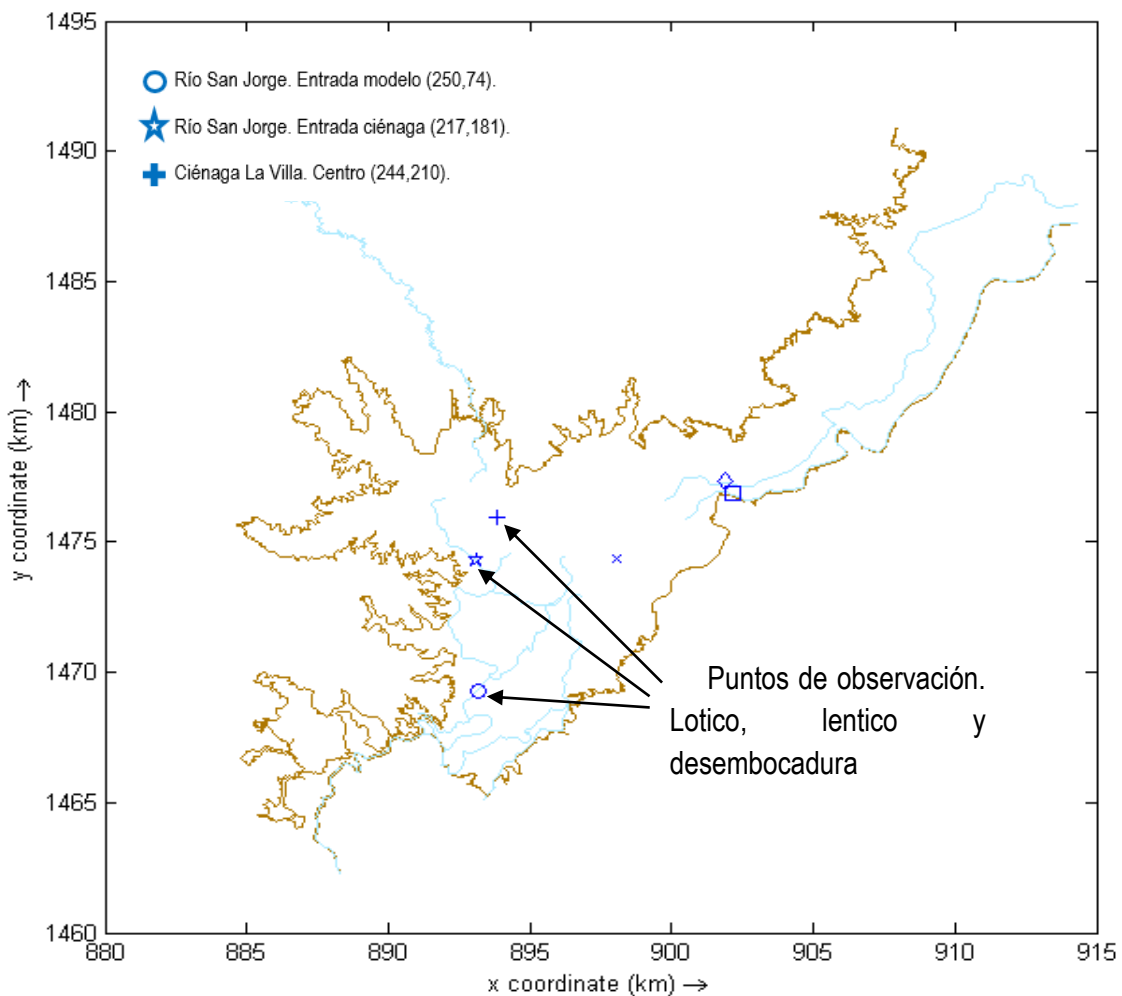 1495
1490
1485
1480
1475
1470
1465
1460
y coordinate (km) →
Río San Jorge. Entrada modelo (250,74).
Río San Jorge. Entrada ciénaga (217,181).
Ciénaga La Villa. Centro (244,210).
Puntos de observación.
Lotico, lentico y
desembocadura
880
885
890
895
900
905
910
915
x coordinate (km) →